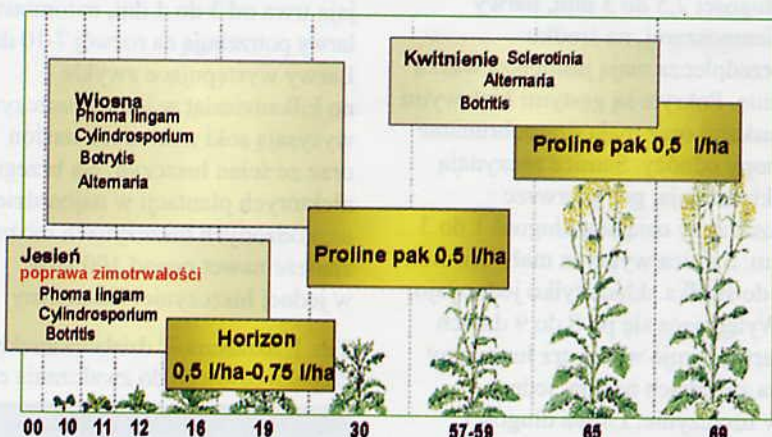 Kwitnienie Sclerotinia
Alternaria
Botritis
Wiosna
Phoma lingam
Cylindrosporium
Botrytis
Alternaria
Proline pak 0,5 l/ha
Proline pak 0,5 l/ha
Jesień
poprawa zimotrwałości
Phoma lingam
Cylindrosporium
Botritis
Horizon
0,5 l/ha-0,75 l/ha
00 10 11 12 16 19 30 57-59 65 69